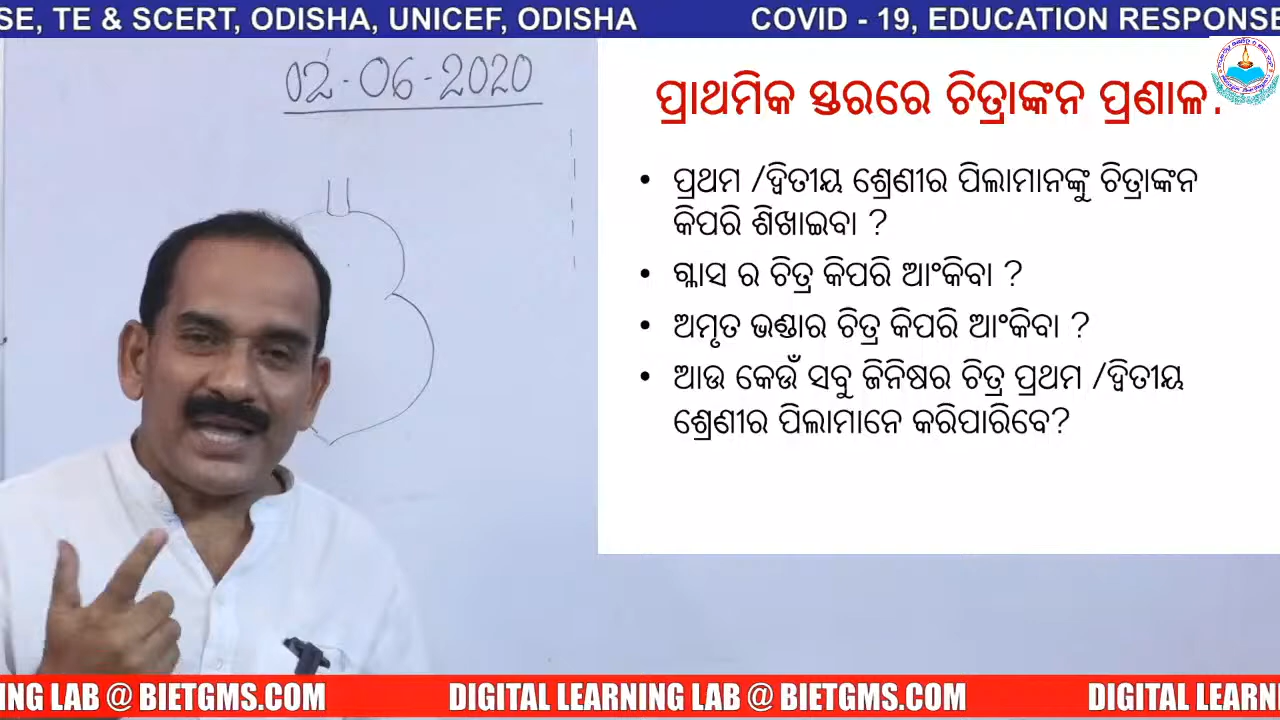 SE, TE & SCERT, ODISHA, UNICEF, ODISHA COVID - 19, EDUCATION RESPONSE
02-06-2020
ପ୍ରାଥମିକ ସ୍ତରରେ ଚିତ୍ରାଙ୍କନ ପ୍ରଣାଳ.
• ପ୍ରଥମ /ଦ୍ୱିତୀୟ ଶ୍ରେଣୀର ପିଲାମାନଙ୍କୁ ଚିତ୍ରାଙ୍କନ
କିପରି ଶିଖାଇବା ?
• ଗ୍ଲାସ ର ଚିତ୍ର କିପରି ଆଂକିବା ?
• ଅମୃତ ଭଣ୍ଡାର ଚିତ୍ର କିପରି ଆଂକିବା ?
• ଆଉ କେଉଁ ସବୁ ଜିନିଷର ଚିତ୍ର ପ୍ରଥମ /ଦ୍ୱିତୀୟ
ଶ୍ରେଣୀର ପିଲାମାନେ କରିପାରିବେ?
NG LAB @ BIETGMS.COM DIGITAL LEARNING LAB @ BIETGMS.COM DIGITAL LEARN